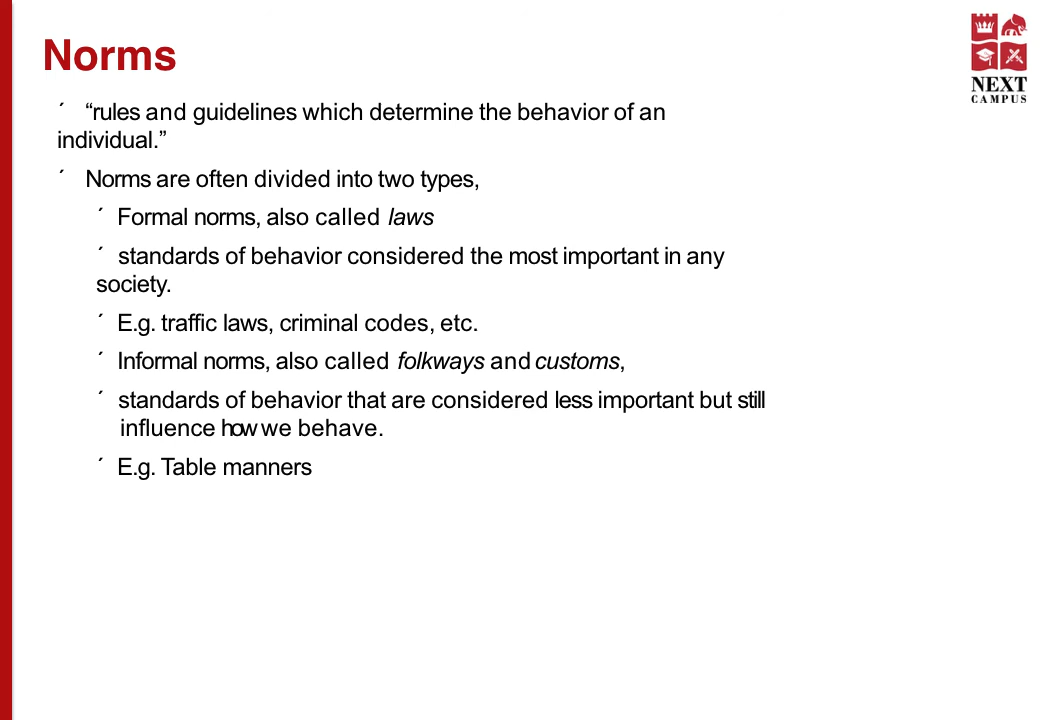 Norms
NEXT
CAMPUS
´ “rules and guidelines which determine the behavior of an
individual.”
´ Norms are often divided into two types,
´ Formal norms, also called laws
´ standards of behavior considered the most important in any
society.
´ E.g. traffic laws, criminal codes, etc.
´ Informal norms, also called folkways and customs,
´ standards of behavior that are considered less important but still
influence how we behave.
´ E.g. Table manners